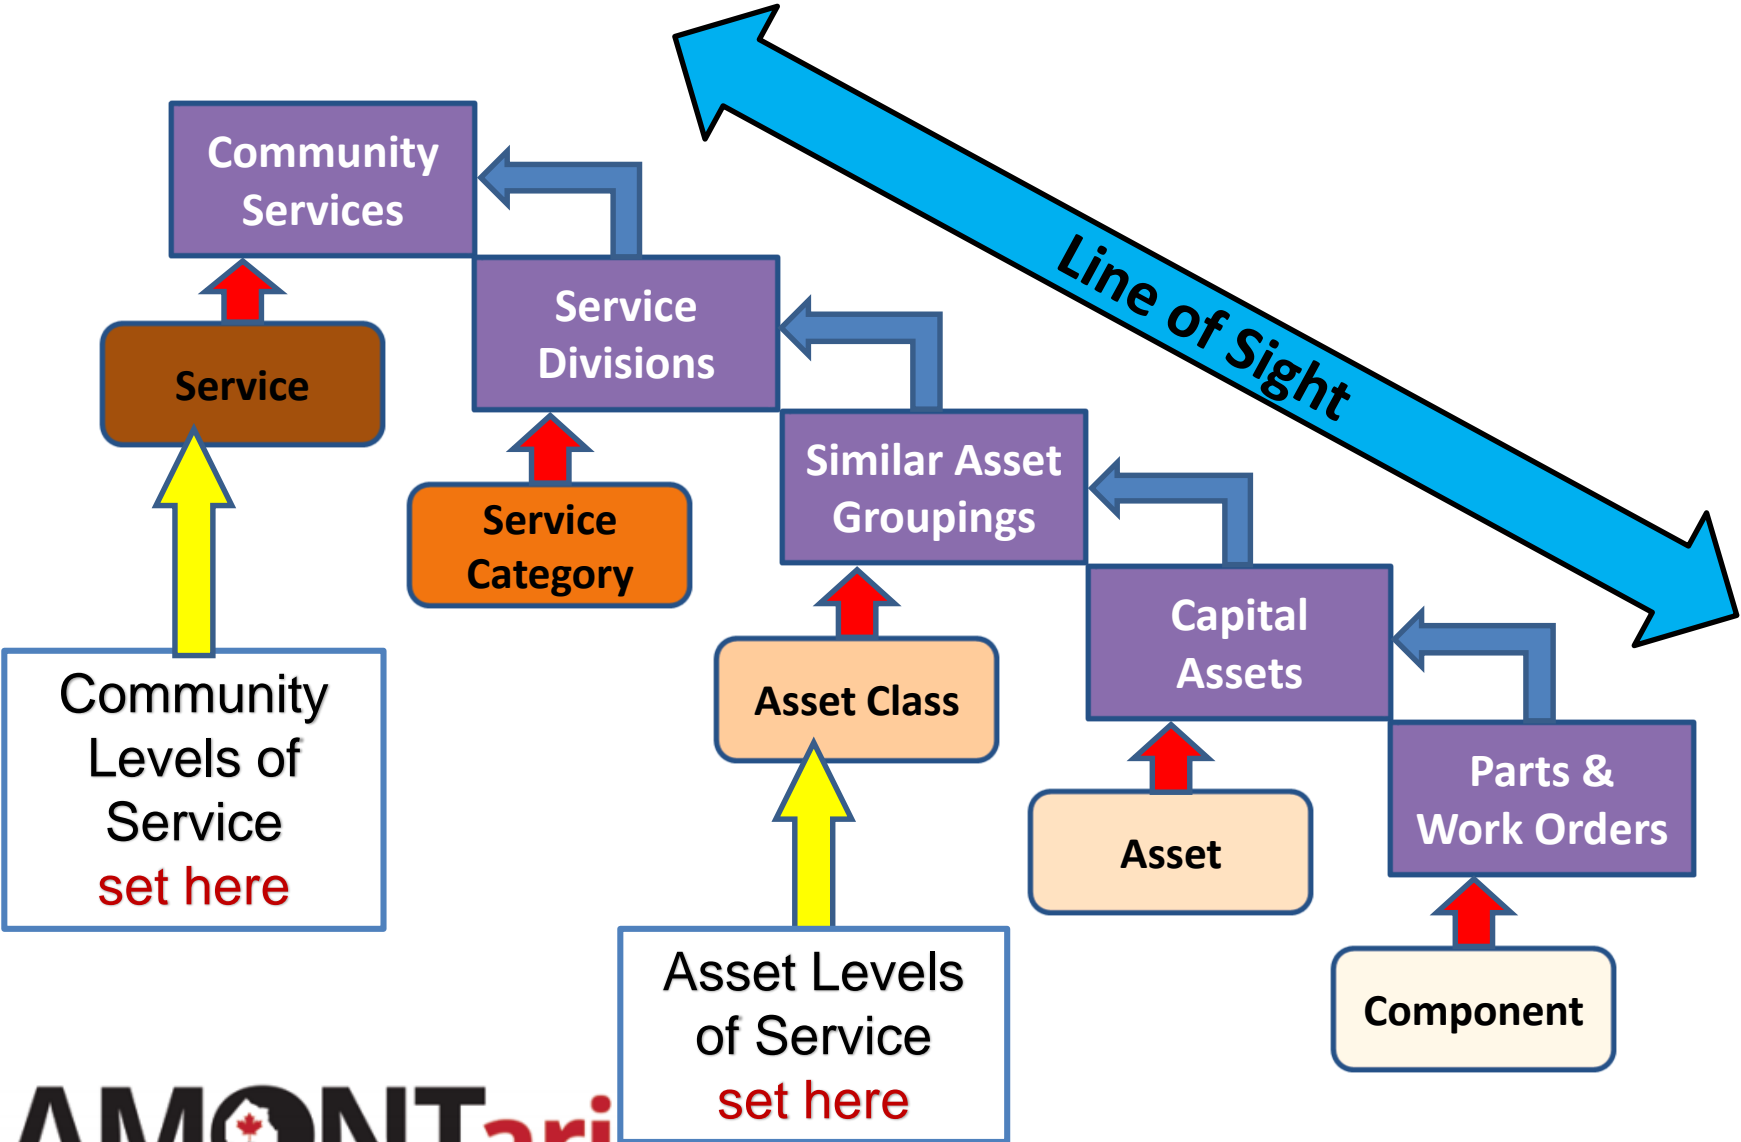 Community
Services
Line of Sight
Service
Divisions
Service
Similar Asset
Groupings
Service
Category
Capital
Assets
Community
Levels of
Service
set here
Asset Class
Parts &
Work Orders
Asset
Asset Levels
of Service
set here
Component
AMONTari